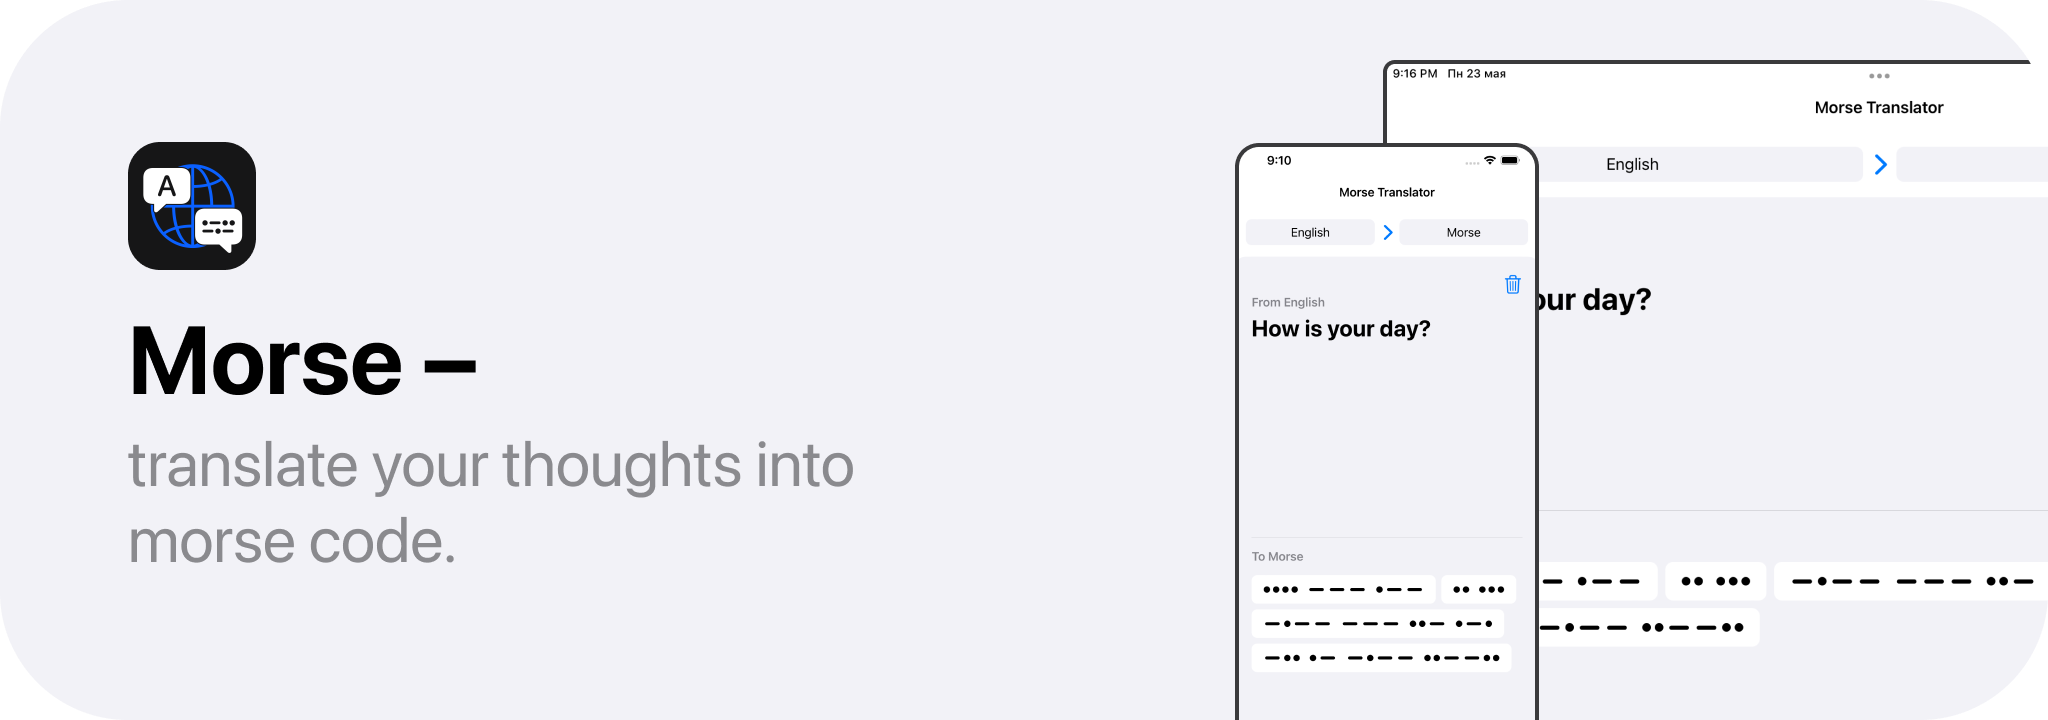 A
Morse –
translate your thoughts into
morse code.
9:10
Morse Translator
English
Morse
From English
How is your day?
To Morse
•••• — — — •— —
•• •••
—•— — — — — ••— •—•
—•• •— —•— — ••— —••
9:16 PM Пн 23 мая
Morse Translator
English
our day?
— •— —
•• •••
—•— — — — — ••—
—•— — ••— —••